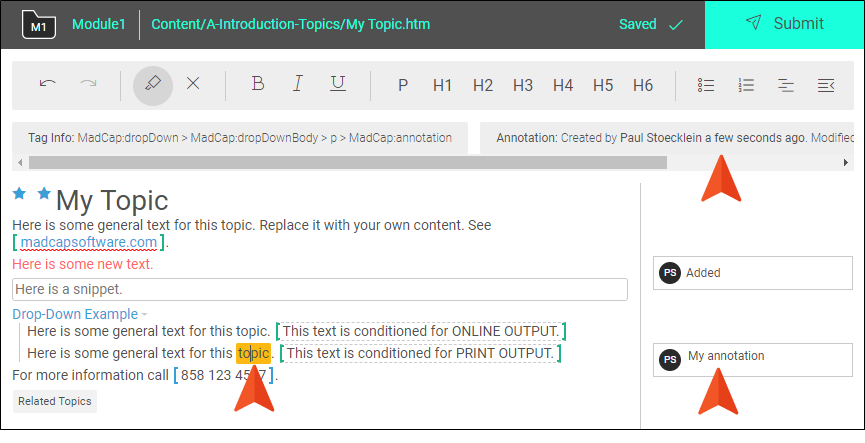 M1 Module1 Content/A-Introduction-Topics/My Topic.htm Saved Submit
B I U P H1 H2 H3 H4 H5 H6
Tag Info: MadCap:dropDown > MadCap:dropDownBody > p > MadCap:annotation
Annotation: Created by Paul Stoecklein a few seconds ago. Modified
My Topic
Here is some general text for this topic. Replace it with your own content. See
[madcapsoftware.com].
Here is some new text.
PS Added
Here is a snippet.
Drop-Down Example
Here is some general text for this topic. [This text is conditioned for ONLINE OUTPUT.]
Here is some general text for this topic. [This text is conditioned for PRINT OUTPUT.]
PS My annotation
For more information call [858 123 4 7].
Related Topics